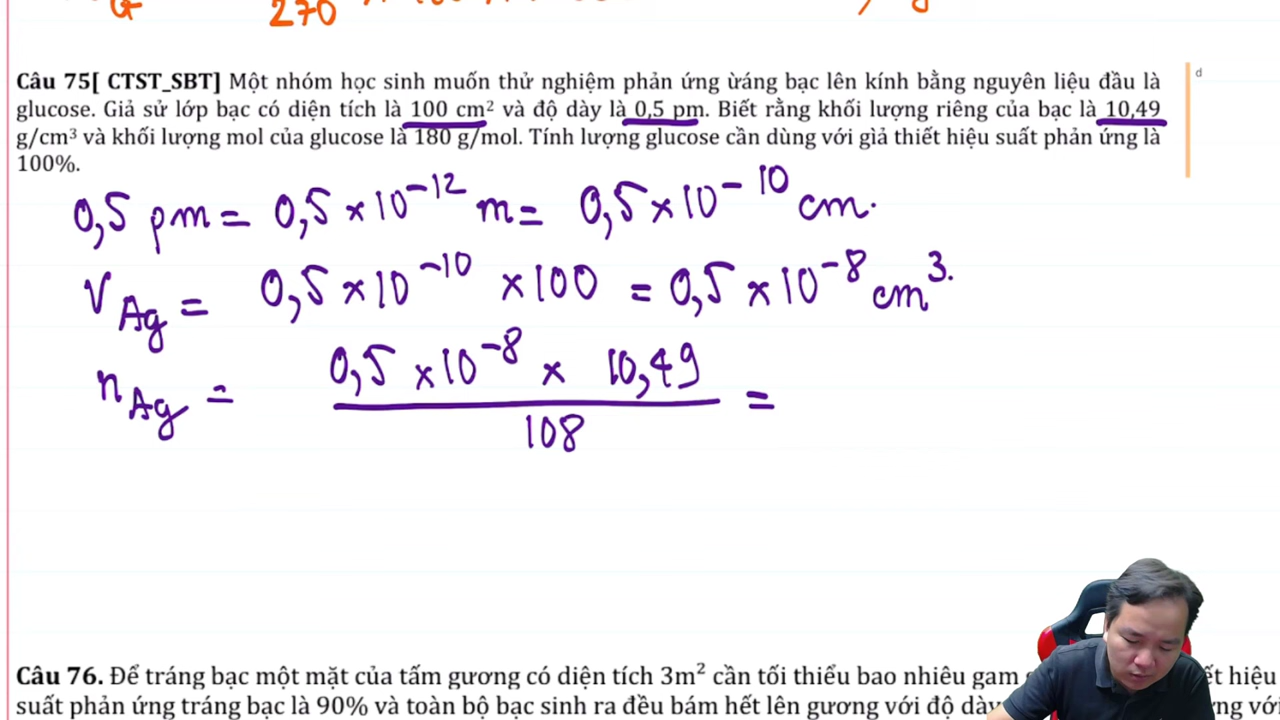 270
Câu 75[ CTST_SBT] Một nhóm học sinh muốn thử nghiệm phản ứng ừáng bạc lên kính bằng nguyên liệu đầu là
glucose. Giả sử lớp bạc có diện tích là 100 cm² và độ dày là 0,5 pm. Biết rằng khối lượng riêng của bạc là 10,49
g/cm³ và khối lượng mol của glucose là 180 g/mol. Tính lượng glucose cần dùng với giả thiết hiệu suất phản ứng là
100%.
d
0,5 pm = 0,5 × 10⁻¹² m = 0,5 × 10⁻¹⁰ cm.
V_Ag = 0,5 × 10⁻¹⁰ × 100 = 0,5 × 10⁻⁸ cm³.
n_Ag = 0,5 × 10⁻⁸ × 10,49 =
108
Câu 76. Để tráng bạc một mặt của tấm gương có diện tích 3m² cần tối thiểu bao nhiêu gam hiệu
suất phản ứng tráng bạc là 90% và toàn bộ bạc sinh ra đều bám hết lên gương với độ